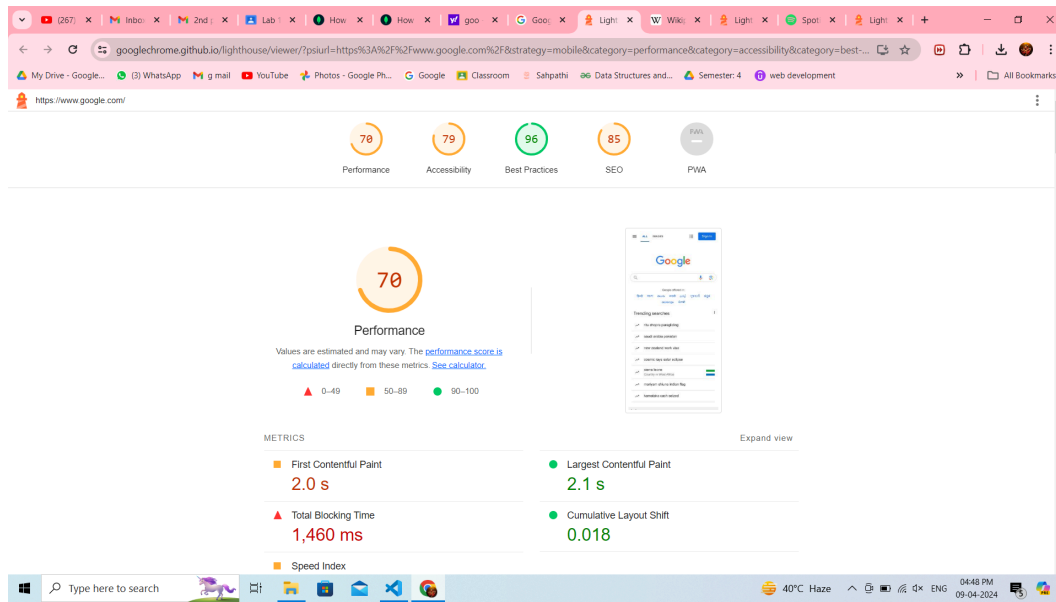 (267)
Inbo
2nd
Lab 1
How
How
goo
Goog
Light
Wiki
Light
Spoti
Light
googlechrome.github.io/lighthouse/viewer/?psiurl=https%3A%2F%2Fwww.google.com%2F&strategy=mobile&category=performance&category=accessibility&category=best-...
My Drive - Google...
(3) WhatsApp
g mail
YouTube
Photos - Google Ph...
Google
Classroom
Sahpathi
Data Structures and...
Semester: 4
web development
»
All Bookmarks
https://www.google.com/
70
79
96
85
PWA
Performance
Accessibility
Best Practices
SEO
PWA
70
Performance
Values are estimated and may vary. The performance score is
calculated directly from these metrics. See calculator.
0–49
50–89
90–100
Google
Trending searches
METRICS
Expand view
First Contentful Paint
2.0 s
Largest Contentful Paint
2.1 s
Total Blocking Time
1,460 ms
Cumulative Layout Shift
0.018
Speed Index
Type here to search
40°C Haze
ENG
04:48 PM
09-04-2024